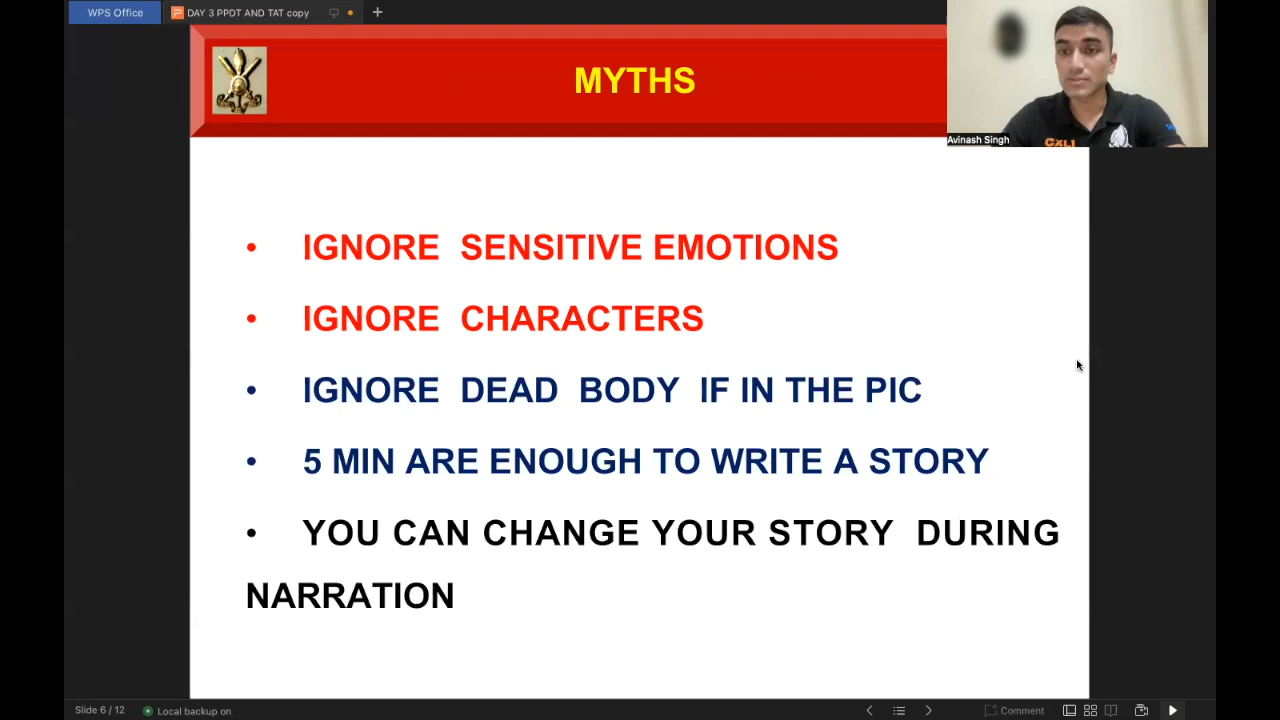 WPS Office
DAY 3 PPDT AND TAT copy
MYTHS
Avinash Singh
CXLI
• IGNORE SENSITIVE EMOTIONS
• IGNORE CHARACTERS
• IGNORE DEAD BODY IF IN THE PIC
• 5 MIN ARE ENOUGH TO WRITE A STORY
• YOU CAN CHANGE YOUR STORY DURING
NARRATION
Slide 6 / 12
Local backup on
Comment